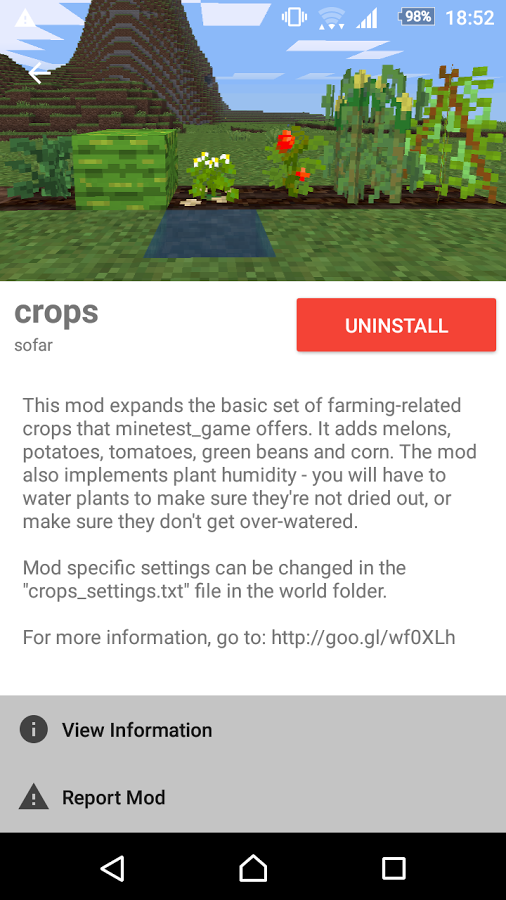 98% 18:52
crops
UNINSTALL
sofar
This mod expands the basic set of farming-related
crops that minetest_game offers. It adds melons,
potatoes, tomatoes, green beans and corn. The mod
also implements plant humidity - you will have to
water plants to make sure they're not dried out, or
make sure they don't get over-watered.
Mod specific settings can be changed in the
"crops_settings.txt" file in the world folder.
For more information, go to: http://goo.gl/wf0XLh
View Information
Report Mod